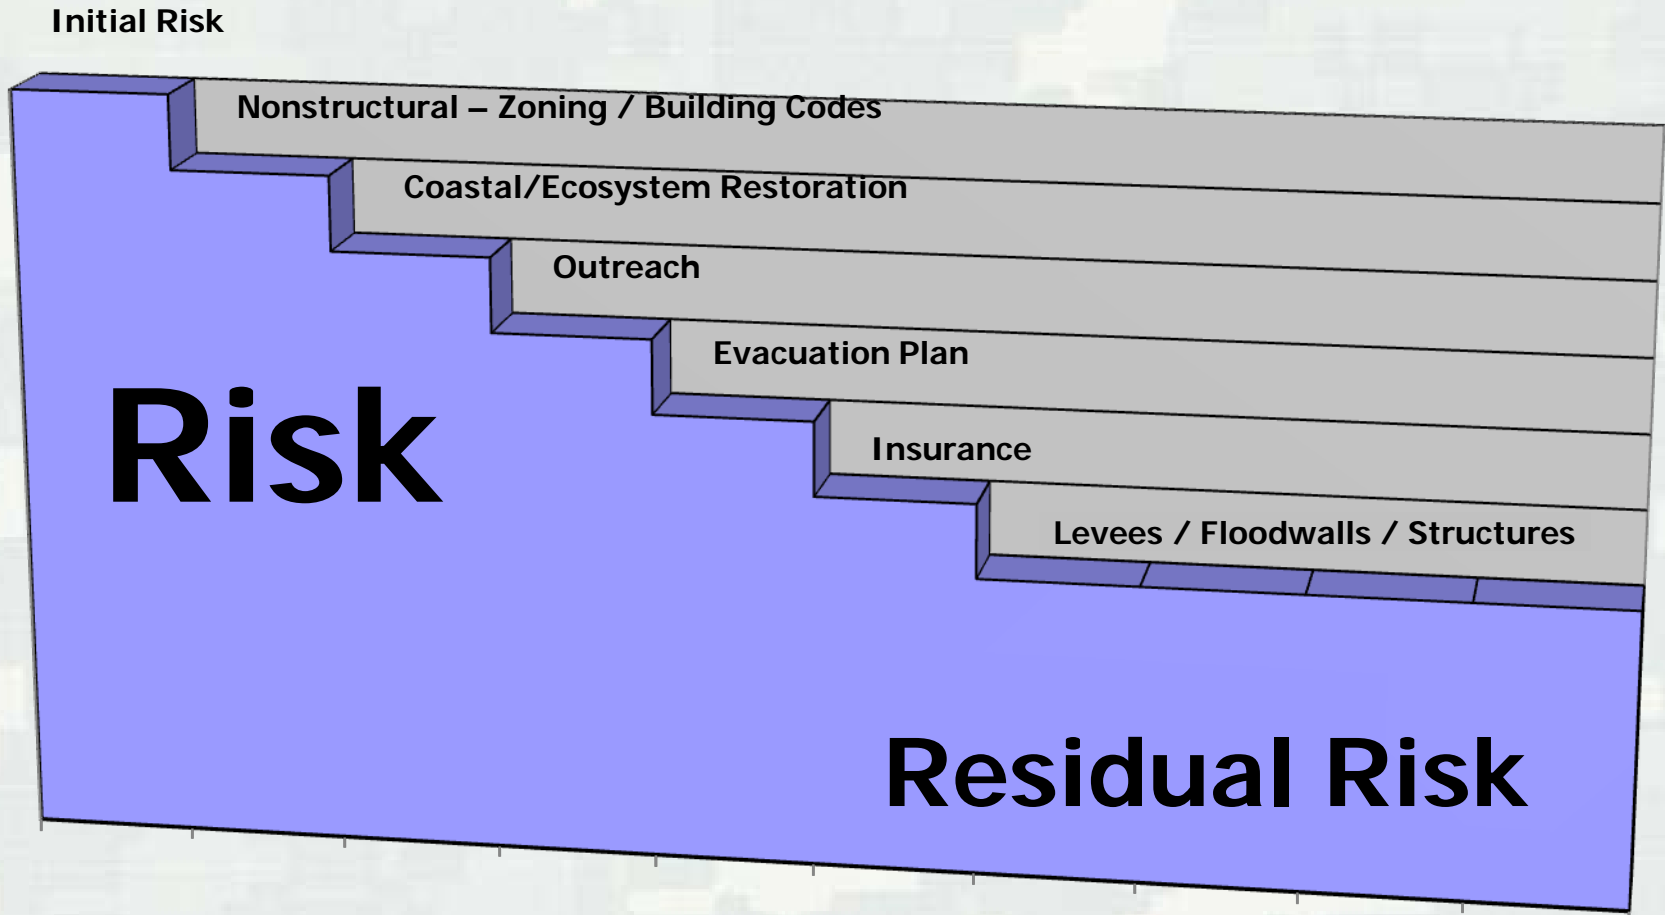 Initial Risk
Nonstructural – Zoning / Building Codes
Coastal/Ecosystem Restoration
Outreach
Evacuation Plan
Insurance
Levees / Floodwalls / Structures
Risk
Residual Risk